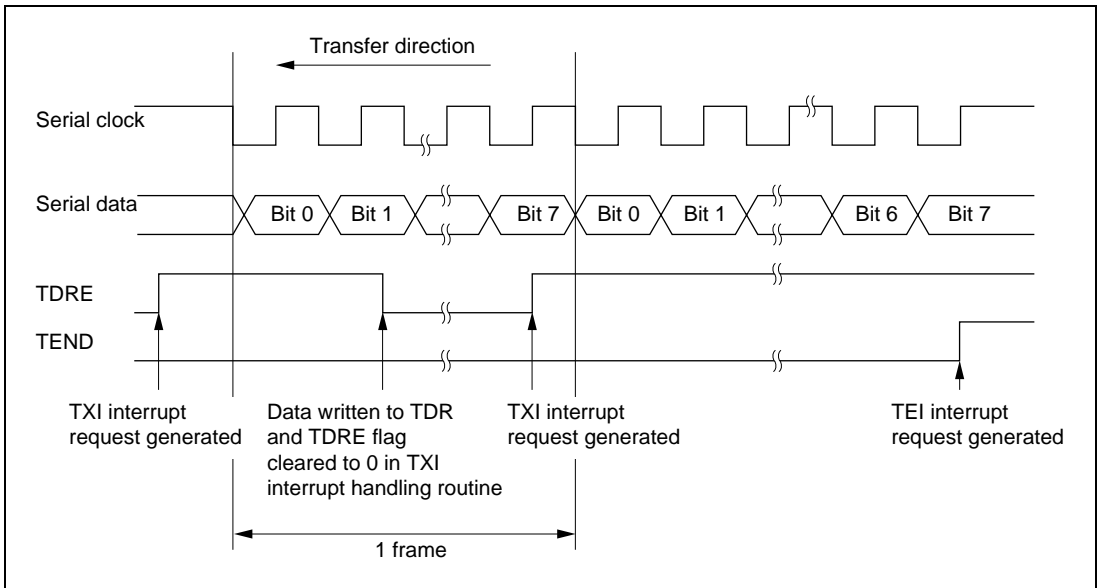 Transfer direction
Serial clock
Serial data
Bit 0 Bit 1 Bit 7 Bit 0 Bit 1 Bit 6 Bit 7
TDRE
TEND
TXI interrupt
request generated
Data written to TDR
and TDRE flag
cleared to 0 in TXI
interrupt handling routine
TXI interrupt
request generated
TEI interrupt
request generated
1 frame